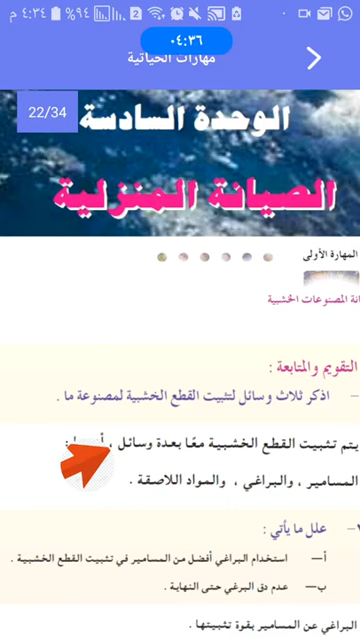 ٤:٣٤ م
%٩٤
2
٠٤:٣٦
مهارات الحياتية
22/34
الوحدة السادسة
الصيانة المنزلية
المهارة الأولى
المصنوعات الخشبية
التقويم والمتابعة :
اذكر ثلاث وسائل لتثبيت القطع الخشبية لمصنوعة ما .
يتم تثبيت القطع الخشبية معًا بعدة وسائل ،
المسامير ، والبراغي ، والمواد اللاصقة .
علل ما يأتي :
أ— استخدام البراغي أفضل من المسامير في تثبيت القطع الخشبية .
ب— عدم دق البرغي حتى النهاية .
البراغي عن المسامير بقوة تثبيتها .